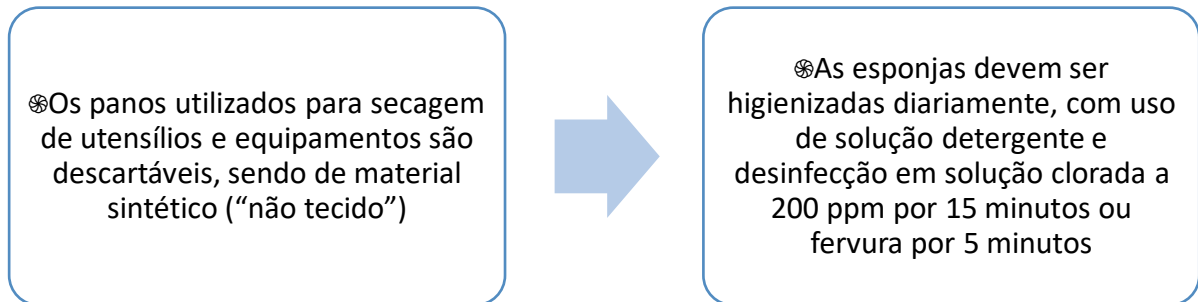 ֍Os panos utilizados para secagem
de utensílios e equipamentos são
descartáveis, sendo de material
sintético (“não tecido”)
֍As esponjas devem ser
higienizadas diariamente, com uso
de solução detergente e
desinfecção em solução clorada a
200 ppm por 15 minutos ou
fervura por 5 minutos